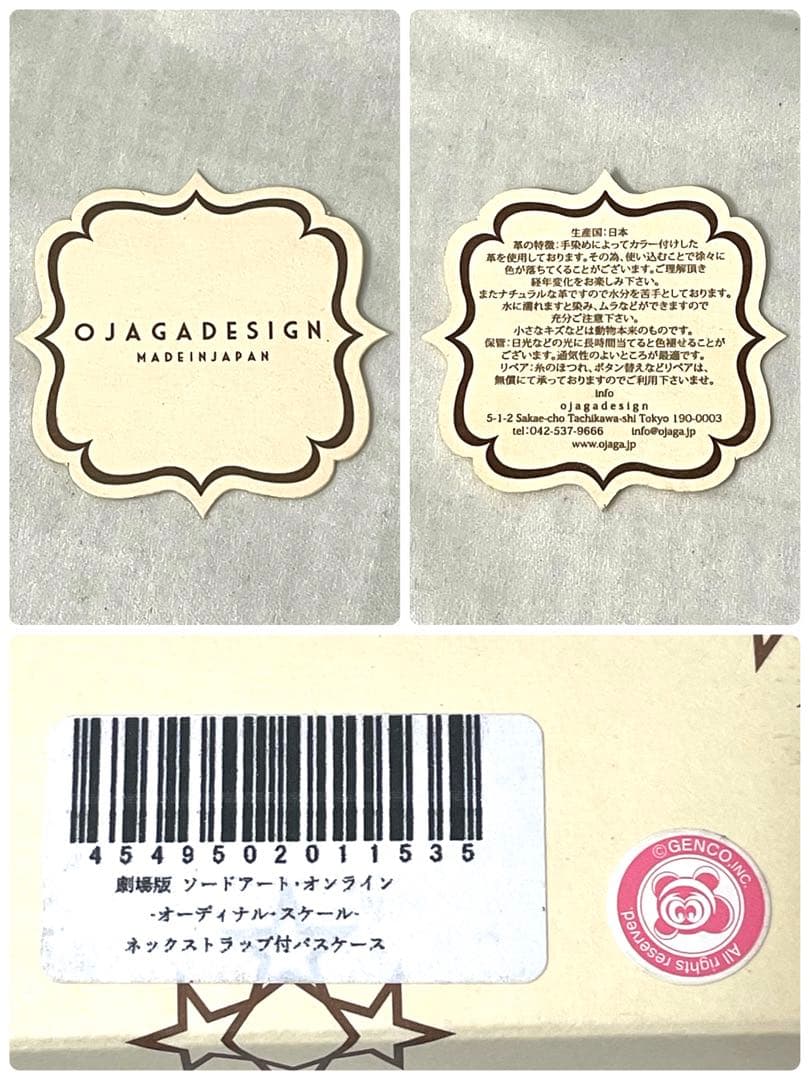 OJAGADESIGN
MADEINJAPAN
生産国:日本
革の特徴:手染めによってカラー付けした
革を使用しております。その為、使い込むことで徐々に
色が落ちてくることがございます。ご理解頂き
経年変化をお楽しみ下さい。
またナチュラルな革ですので水分を苦手としております。
水に濡れますと染み、ムラなどができますので
充分ご注意下さい。
小さなキズなどは動物本来のものです。
保管:日光などの光に長時間当てると色褪せることが
ございます。通気性のよいところが最適です。
リペア:糸のほつれ、ボタン替えなどリペアは、
無償にて承っておりますのでご利用下さいませ。
info
ojagadesign
5-1-2 Sakae-cho Tachikawa-shi Tokyo 190-0003
tel:042-537-9666 info@ojaga.jp
www.ojaga.jp
4549502011535
劇場版 ソードアート・オンライン
-オーディナル・スケール-
ネックストラップ付パスケース
©GENCO,INC.
All rights reserved.